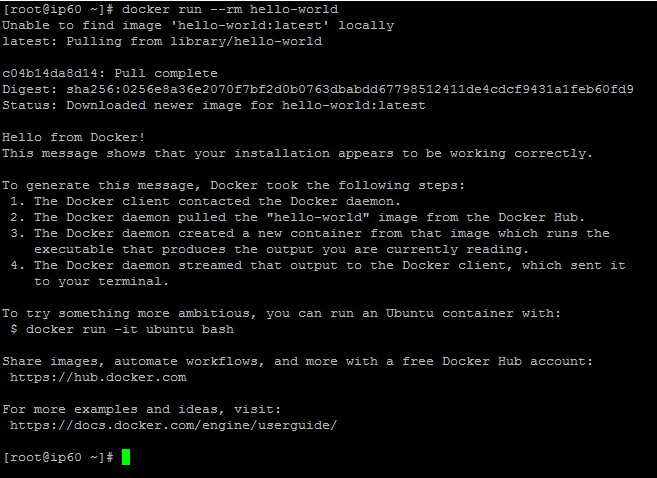 [root@ip60 ~]# docker run --rm hello-world
Unable to find image 'hello-world:latest' locally
latest: Pulling from library/hello-world
c04b14da8d14: Pull complete
Digest: sha256:0256e8a36e2070f7bf2d0b0763dbabdd67798512411de4cdcf9431a1feb60fd9
Status: Downloaded newer image for hello-world:latest
Hello from Docker!
This message shows that your installation appears to be working correctly.
To generate this message, Docker took the following steps:
1. The Docker client contacted the Docker daemon.
2. The Docker daemon pulled the "hello-world" image from the Docker Hub.
3. The Docker daemon created a new container from that image which runs the
executable that produces the output you are currently reading.
4. The Docker daemon streamed that output to the Docker client, which sent it
to your terminal.
To try something more ambitious, you can run an Ubuntu container with:
$ docker run -it ubuntu bash
Share images, automate workflows, and more with a free Docker Hub account:
https://hub.docker.com
For more examples and ideas, visit:
https://docs.docker.com/engine/userguide/
[root@ip60 ~]#